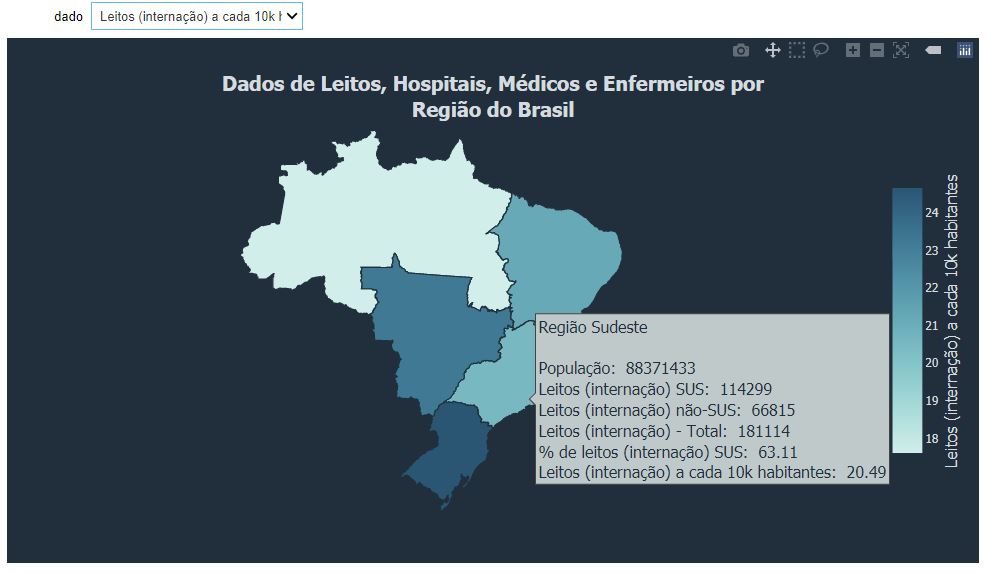 dado
Leitos (internação) a cada 10k h
Dados de Leitos, Hospitais, Médicos e Enfermeiros por
Região do Brasil
Região Sudeste
População: 88371433
Leitos (internação) SUS: 114299
Leitos (internação) não-SUS: 66815
Leitos (internação) - Total: 181114
% de leitos (internação) SUS: 63.11
Leitos (internação) a cada 10k habitantes: 20.49
24
23
22
21
20
19
18
Leitos (internação) a cada 10k habitantes